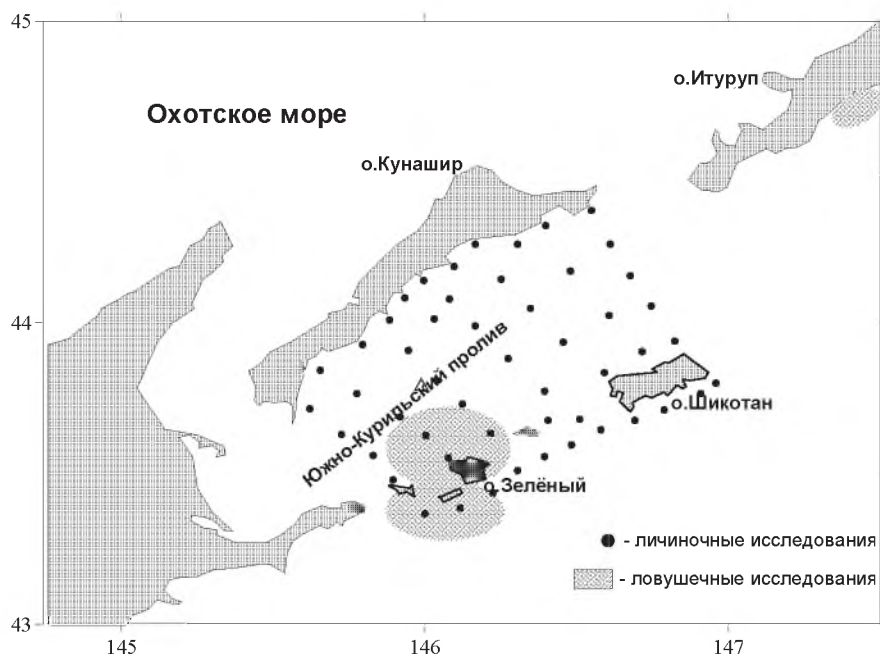 45
о.Итуруп
Охотское море
о.Кунашир
44
Южно-Курильский пролив
о.Шикотан
о.Зелёный
- личиночные исследования
- ловушечные исследования
43
145
146
147